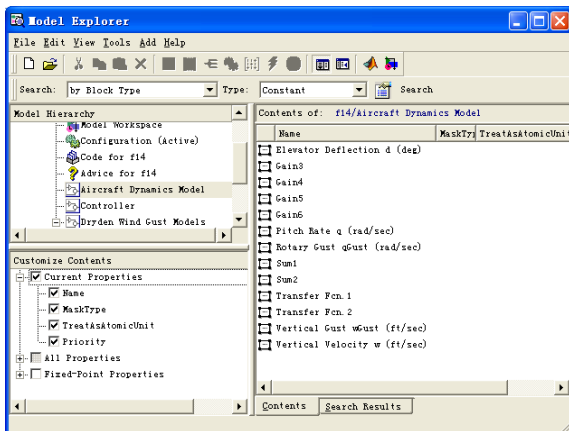 Model Explorer
File Edit View Tools Add Help
Search: by Block Type Type: Constant Search
Model Hierarchy
Model Workspace
Configuration (Active)
Code for f14
Advice for f14
Aircraft Dynamics Model
Controller
Dryden Wind Gust Models
Customize Contents
Current Properties
Name
MaskType
TreatAsAtomicUnit
Priority
All Properties
Fixed-Point Properties
Contents of: f14/Aircraft Dynamics Model
Name MaskTy TreatAsAtomicUnit
Elevator Deflection d (deg)
Gain3
Gain4
Gain5
Gain6
Pitch Rate q (rad/sec)
Rotary Gust qGust (rad/sec)
Sum1
Sum2
Transfer Fcn.1
Transfer Fcn.2
Vertical Gust wGust (ft/sec)
Vertical Velocity w (ft/sec)
Contents Search Results